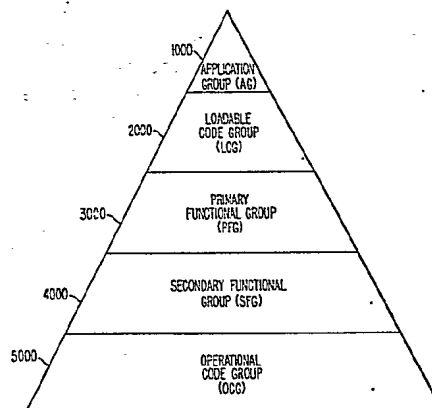 1000
APPLICATION
GROUP (AG)
2000
LOADABLE
CODE GROUP
(LCG)
3000
PRIMARY
FUNCTIONAL GROUP
(PFG)
4000
SECONDARY FUNCTIONAL
GROUP (SFG)
5000
OPERATIONAL
CODE GROUP
(OCG)